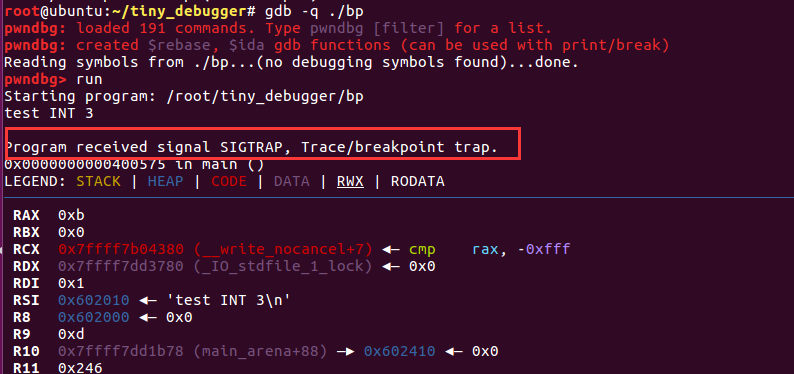 root@ubuntu:~/tiny_debugger# gdb -q ./bp
pwndbg: loaded 191 commands. Type pwndbg [filter] for a list.
pwndbg: created $rebase, $ida gdb functions (can be used with print/break)
Reading symbols from ./bp...(no debugging symbols found)...done.
pwndbg> run
Starting program: /root/tiny_debugger/bp
test INT 3
Program received signal SIGTRAP, Trace/breakpoint trap.
0x0000000000400575 in main ()
LEGEND: STACK | HEAP | CODE | DATA | RWX | RODATA
RAX 0xb
RBX 0x0
RCX 0x7ffff7b04380 (__write_nocancel+7) ◂— cmp rax, -0xfff
RDX 0x7ffff7dd3780 (_IO_stdfile_1_lock) ◂— 0x0
RDI 0x1
RSI 0x602010 ◂— 'test INT 3\n'
R8 0x602000 ◂— 0x0
R9 0xd
R10 0x7ffff7dd1b78 (main_arena+88) —▸ 0x602410 ◂— 0x0
R11 0x246